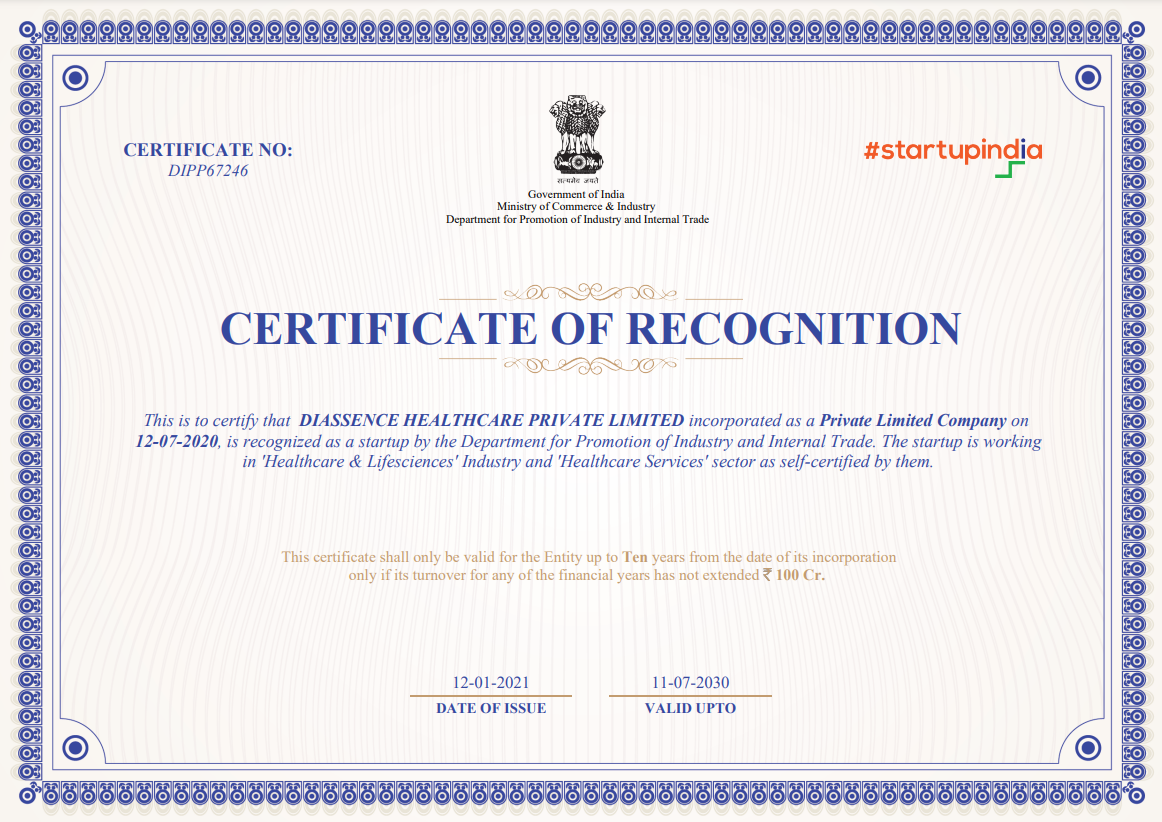 CERTIFICATE NO:
DIPP67246
सत्यमेव जयते
Government of India
Ministry of Commerce & Industry
Department for Promotion of Industry and Internal Trade
#startupindia
CERTIFICATE OF RECOGNITION
This is to certify that DIASSENCE HEALTHCARE PRIVATE LIMITED incorporated as a Private Limited Company on
12-07-2020, is recognized as a startup by the Department for Promotion of Industry and Internal Trade. The startup is working
in 'Healthcare & Lifesciences' Industry and 'Healthcare Services' sector as self-certified by them.
This certificate shall only be valid for the Entity up to Ten years from the date of its incorporation
only if its turnover for any of the financial years has not extended ₹ 100 Cr.
12-01-2021
DATE OF ISSUE
11-07-2030
VALID UPTO